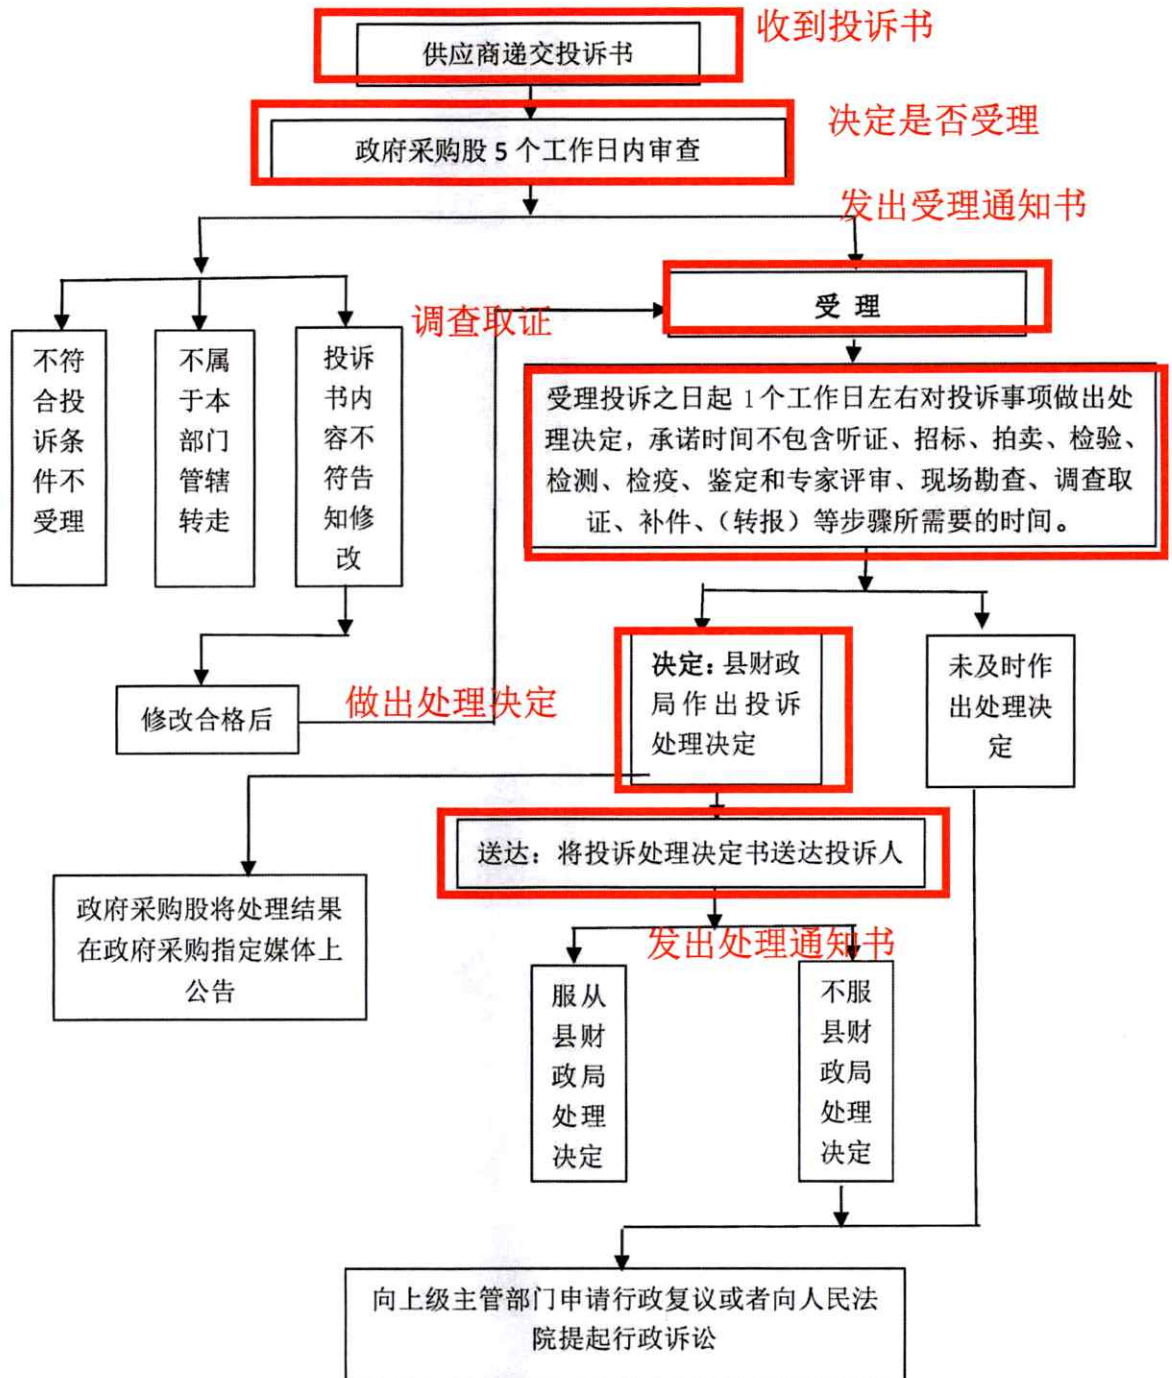 收到投诉书
供应商递交投诉书
决定是否受理
政府采购股 5 个工作日内审查
发出受理通知书
受 理
调查取证
不符
合投
诉条
件不
受理
不属
于本
部门
管辖
转走
投诉
书内
容不
符告
知修
改
受理投诉之日起 1个工作日左右对投诉事项做出处
理决定，承诺时间不包含听证、招标、拍卖、检验、
检测、检疫、鉴定和专家评审、现场勘查、调查取
证、补件、（转报）等步骤所需要的时间。
修改合格后
做出处理决定
决定：县财政
局作出投诉
处理决定
未及时作
出处理决
定
送达：将投诉处理决定书送达投诉人
政府采购股将处理结果
在政府采购指定媒体上
公告
发出处理通知书
服从
县财
政局
处理
决定
不服
县财
政局
处理
决定
向上级主管部门申请行政复议或者向人民法
院提起行政诉讼